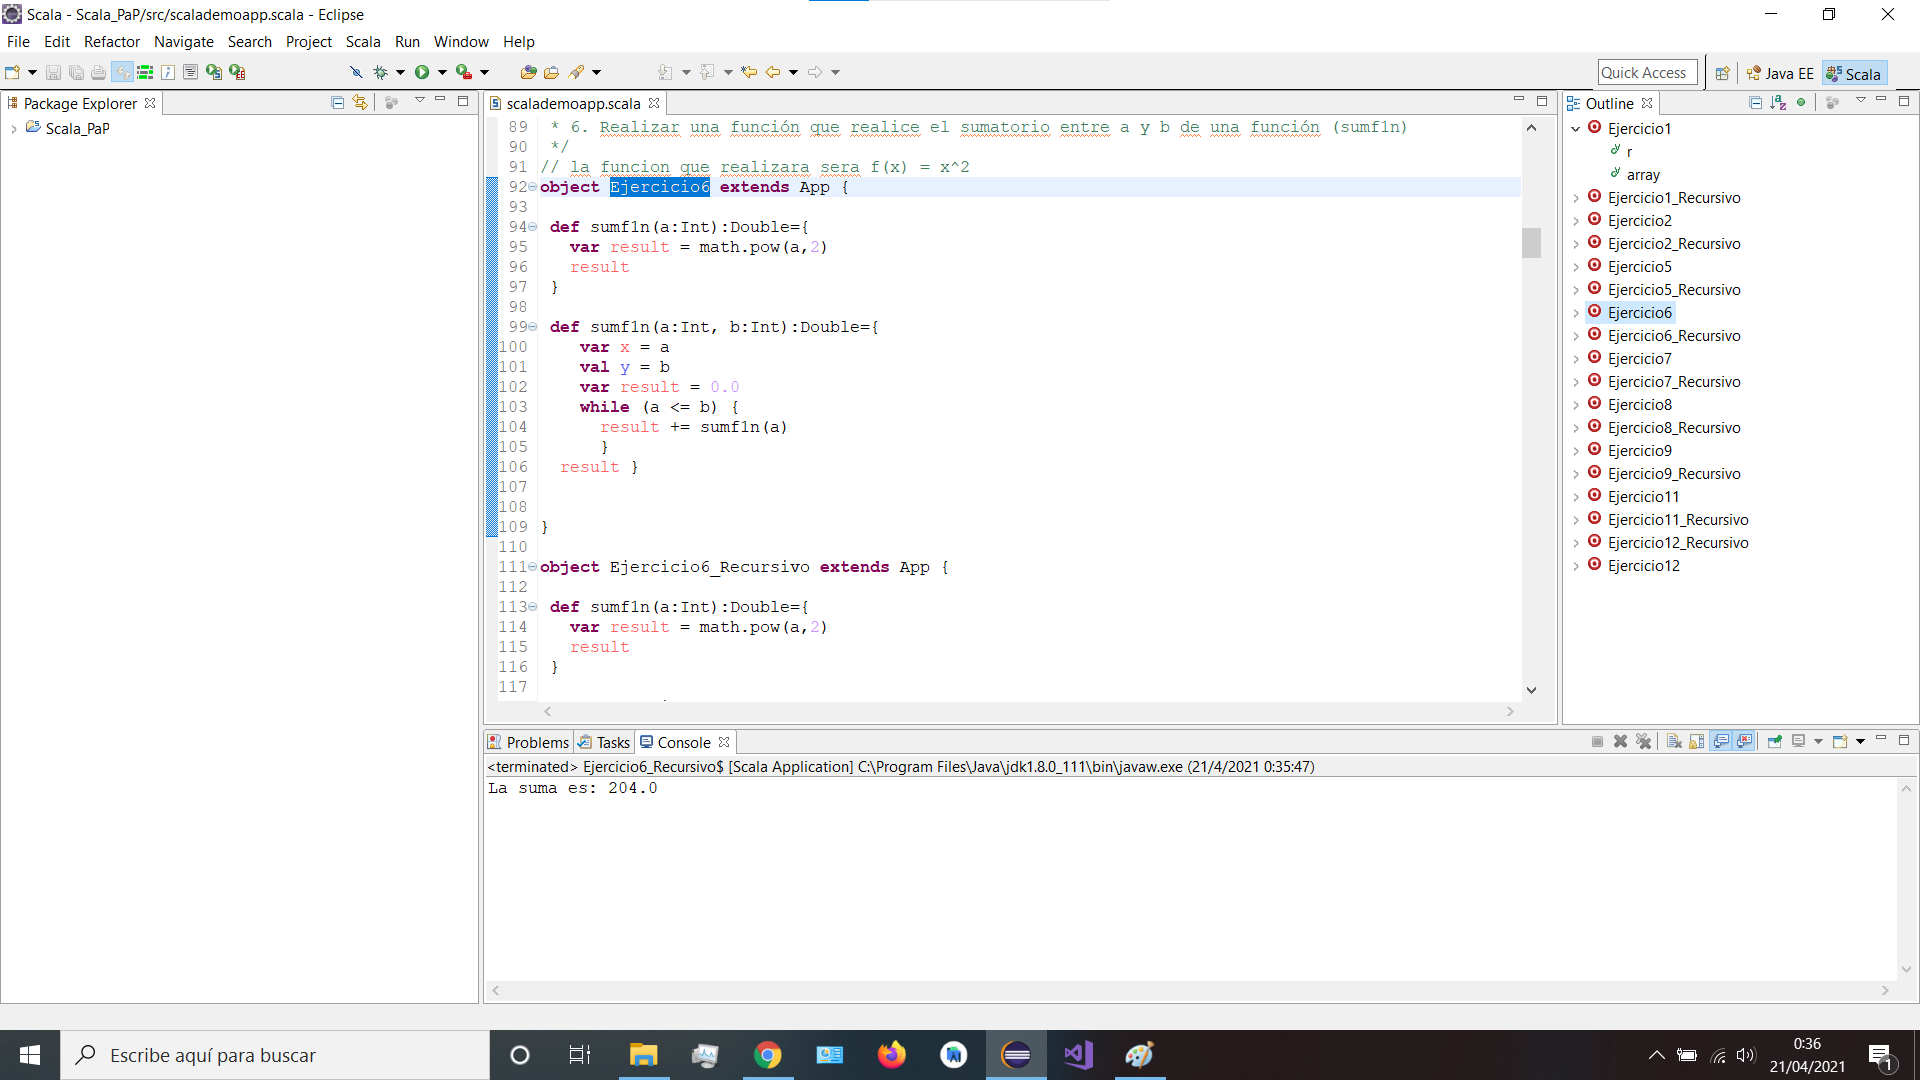 Scala - Scala_PaP/src/scalademoapp.scala - Eclipse
File Edit Refactor Navigate Search Project Scala Run Window Help
Quick Access Java EE Scala
Package Explorer
Scala_PaP
scalademoapp.scala
89 * 6. Realizar una función que realice el sumatorio entre a y b de una función (sumf1n)
90 */
91 // la funcion que realizara sera f(x) = x^2
92 object Ejercicio6 extends App {
93
94 def sumf1n(a:Int):Double={
95 var result = math.pow(a,2)
96 result
97 }
98
99 def sumf1n(a:Int, b:Int):Double={
100 var x = a
101 val y = b
102 var result = 0.0
103 while (a <= b) {
104 result += sumf1n(a)
105 }
106 result }
107
108
109 }
110
111 object Ejercicio6_Recursivo extends App {
112
113 def sumf1n(a:Int):Double={
114 var result = math.pow(a,2)
115 result
116 }
117
Outline
Ejercicio1
r
array
Ejercicio1_Recursivo
Ejercicio2
Ejercicio2_Recursivo
Ejercicio5
Ejercicio5_Recursivo
Ejercicio6
Ejercicio6_Recursivo
Ejercicio7
Ejercicio7_Recursivo
Ejercicio8
Ejercicio8_Recursivo
Ejercicio9
Ejercicio9_Recursivo
Ejercicio11
Ejercicio11_Recursivo
Ejercicio12_Recursivo
Ejercicio12
Problems Tasks Console
<terminated> Ejercicio6_Recursivo$ [Scala Application] C:\Program Files\Java\jdk1.8.0_111\bin\javaw.exe (21/4/2021 0:35:47)
La suma es: 204.0
Escribe aquí para buscar
0:36
21/04/2021
1